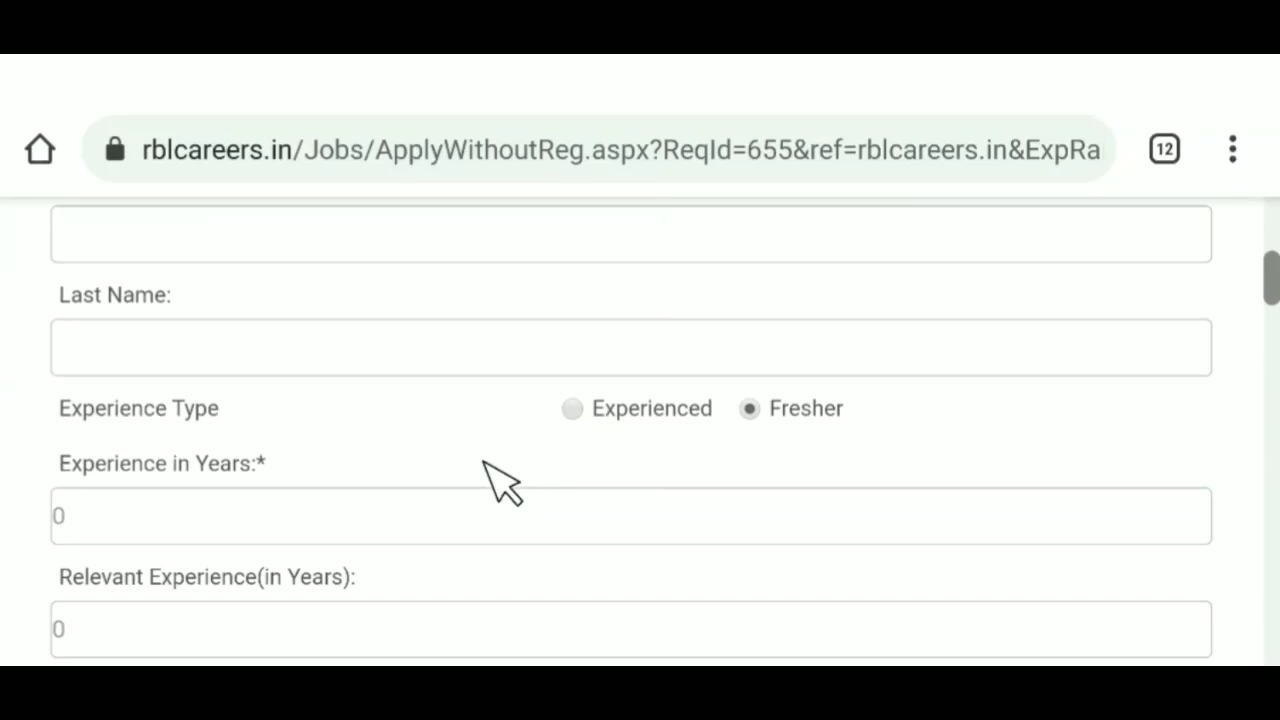 rblcareers.in/Jobs/ApplyWithoutReg.aspx?ReqId=655&ref=rblcareers.in&ExpRa
12
Last Name:
Experience Type Experienced Fresher
Experience in Years:*
0
Relevant Experience(in Years):
0